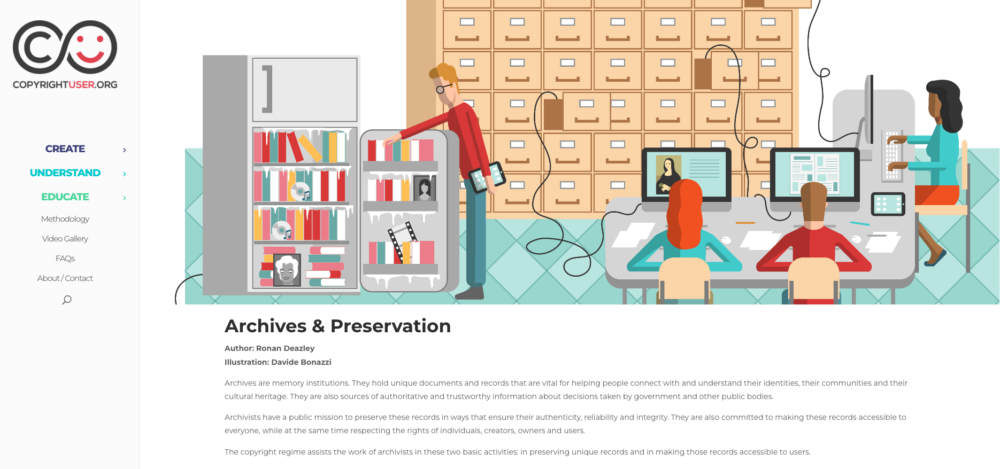 COPYRIGHTUSER.ORG
CREATE
UNDERSTAND
EDUCATE
Methodology
Video Gallery
FAQs
About / Contact
Archives & Preservation
Author: Ronan Deazley
Illustration: Davide Bonazzi
Archives are memory institutions. They hold unique documents and records that are vital for helping people connect with and understand their identities, their communities and their
cultural heritage. They are also sources of authoritative and trustworthy information about decisions taken by government and other public bodies.
Archivists have a public mission to preserve these records in ways that ensure their authenticity, reliability and integrity. They are also committed to making these records accessible to
everyone, while at the same time respecting the rights of individuals, creators, owners and users.
The copyright regime assists the work of archivists in these two basic activities: in preserving unique records and in making those records accessible to users.